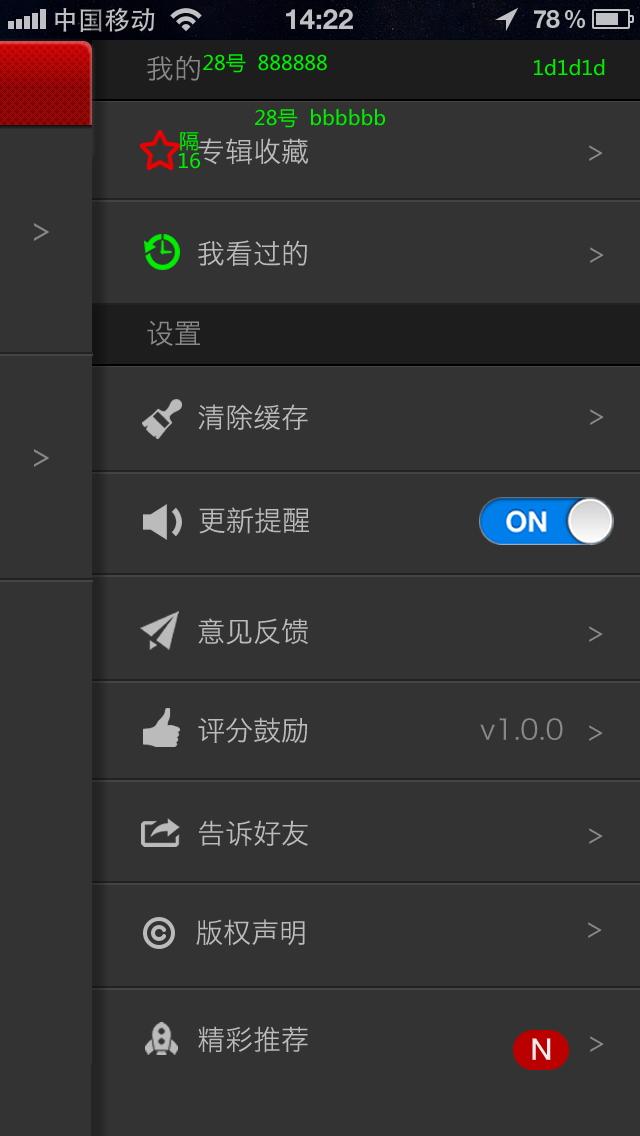 中国移动 14:22 78%
我的 28号 888888 1d1d1d
28号 bbbbbb
隔
16
专辑收藏 >
>
我看过的 >
设置
清除缓存 >
>
更新提醒 ON
意见反馈 >
评分鼓励 v1.0.0 >
告诉好友 >
版权声明 >
精彩推荐 N >